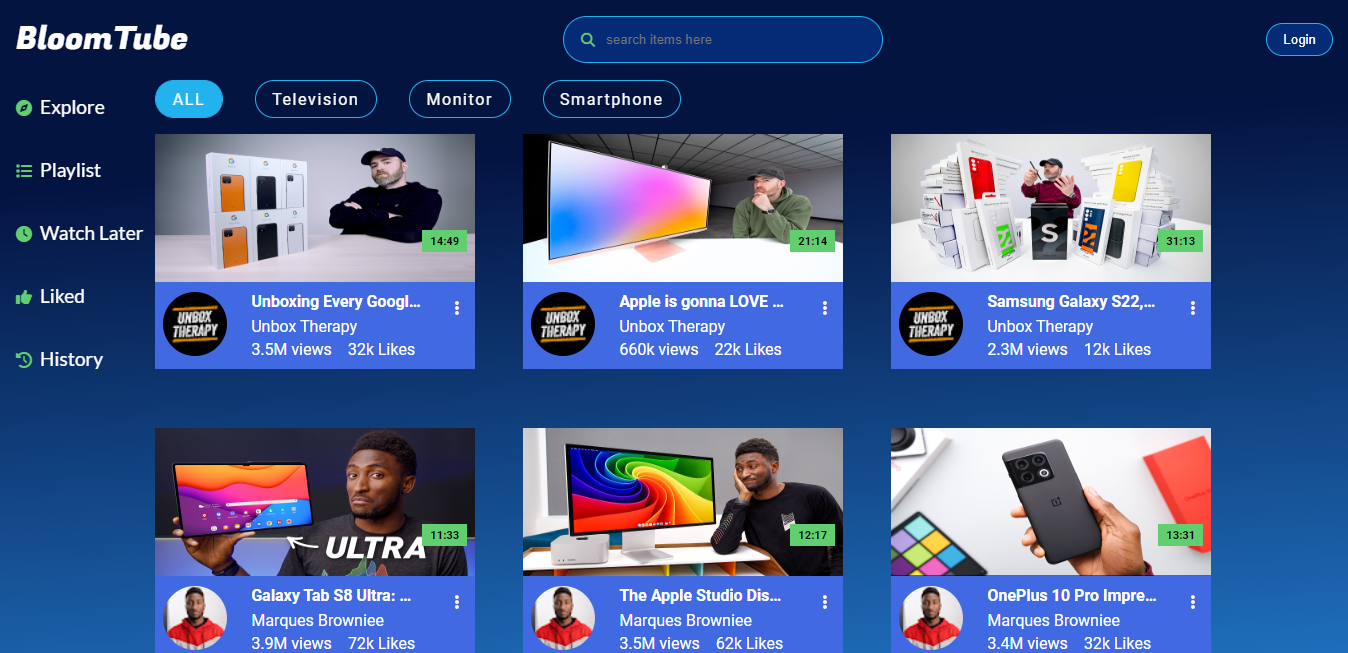 BloomTube
search items here
Login
Explore
Playlist
Watch Later
Liked
History
ALL
Television
Monitor
Smartphone
14:49
21:14
S
31:13
UNBOX THERAPY
Unboxing Every Googl...
Unbox Therapy
3.5M views 32k Likes
UNBOX THERAPY
Apple is gonna LOVE ...
Unbox Therapy
660k views 22k Likes
UNBOX THERAPY
Samsung Galaxy S22,...
Unbox Therapy
2.3M views 12k Likes
ULTRA
11:33
12:17
13:31
Galaxy Tab S8 Ultra: ...
Marques Browniee
3.9M views 72k Likes
The Apple Studio Dis...
Marques Browniee
3.5M views 62k Likes
OnePlus 10 Pro Impre...
Marques Browniee
3.4M views 32k Likes